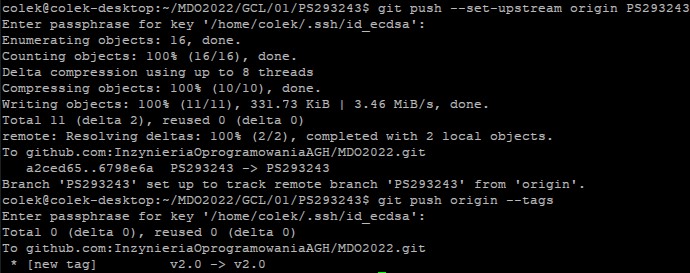 colek@colek-desktop:~/MDO2022/GCL/01/PS293243$ git push --set-upstream origin PS293243
Enter passphrase for key '/home/colek/.ssh/id_ecdsa':
Enumerating objects: 16, done.
Counting objects: 100% (16/16), done.
Delta compression using up to 8 threads
Compressing objects: 100% (10/10), done.
Writing objects: 100% (11/11), 331.73 KiB | 3.46 MiB/s, done.
Total 11 (delta 2), reused 0 (delta 0)
remote: Resolving deltas: 100% (2/2), completed with 2 local objects.
To github.com:InzynieriaOprogramowaniaAGH/MDO2022.git
   a2ced65..6798e6a  PS293243 -> PS293243
Branch 'PS293243' set up to track remote branch 'PS293243' from 'origin'.
colek@colek-desktop:~/MDO2022/GCL/01/PS293243$ git push origin --tags
Enter passphrase for key '/home/colek/.ssh/id_ecdsa':
Total 0 (delta 0), reused 0 (delta 0)
To github.com:InzynieriaOprogramowaniaAGH/MDO2022.git
 * [new tag]         v2.0 -> v2.0